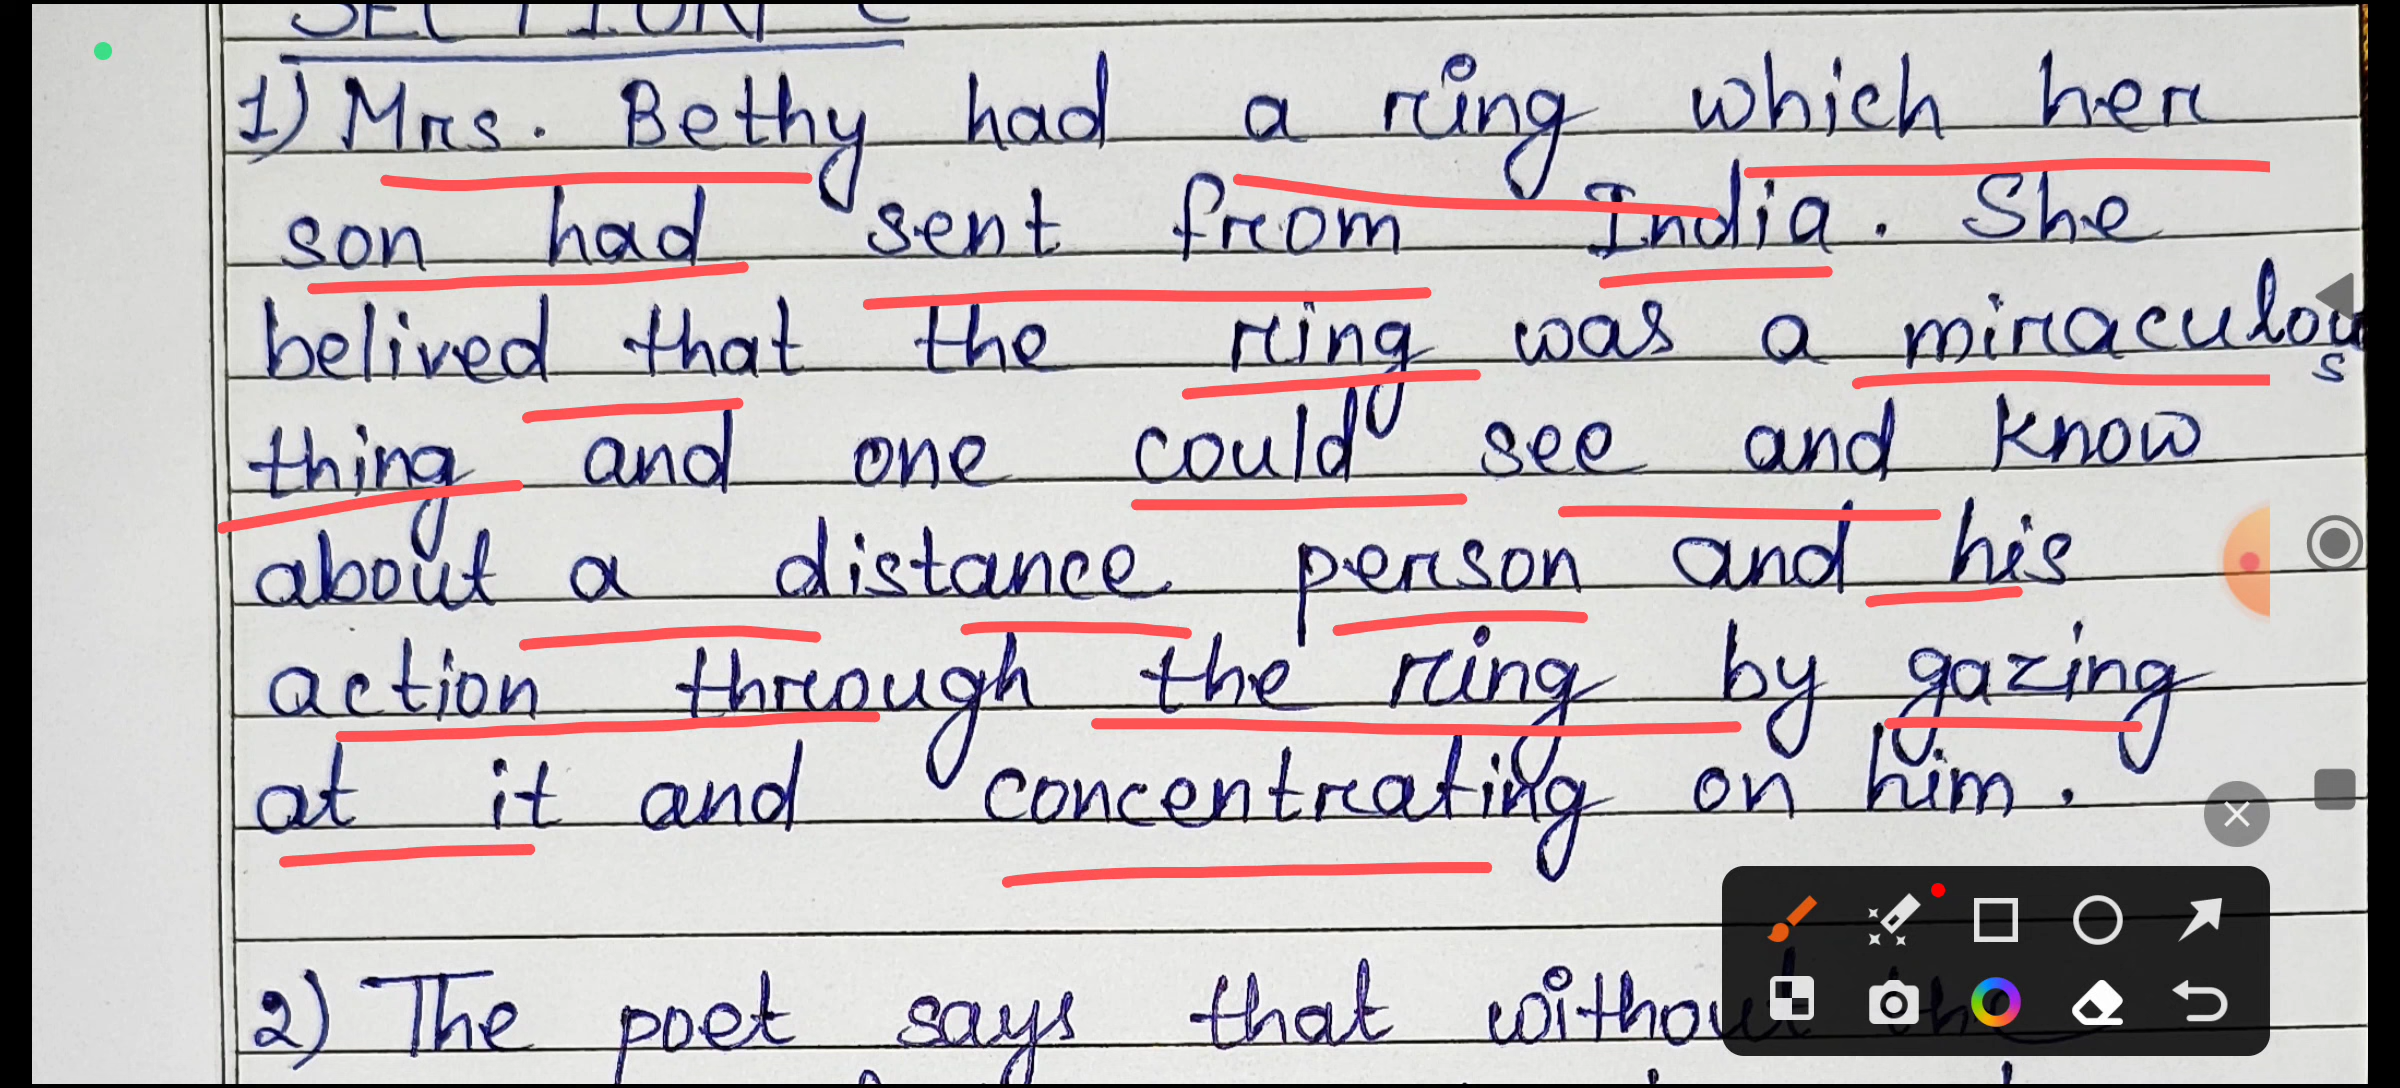 SECTION C
1) Mrs. Bethy had a ring which her
son had sent from India. She
belived that the ring was a miraculous
thing and one could see and know
about a distance person and his
action through the ring by gazing
at it and concentrating on him.
2) The poet says that without the